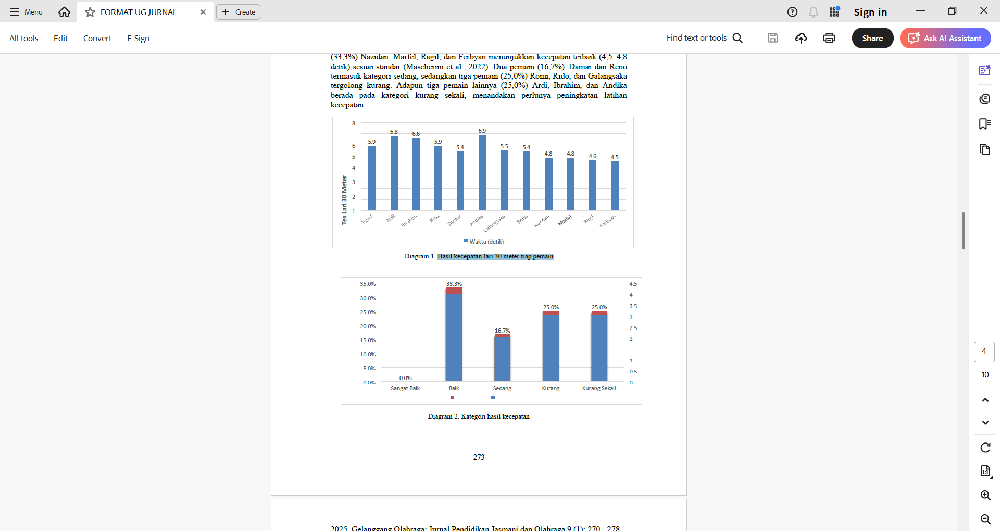 Menu
FORMAT UG JURNAL
Create
Sign in
All tools
Edit
Convert
E-Sign
Find text or tools
Share
Ask AI Assistant
(33,3%) Nazidan, Marfel, Ragil, dan Ferbyan menunjukkan kecepatan terbaik (4,5–4,8
detik) sesuai standar (Mascherini et al., 2022). Dua pemain (16,7%) Damar dan Reno
termasuk kategori sedang, sedangkan tiga pemain (25,0%) Romi, Rido, dan Galangsaka
tergolong kurang. Adapun tiga pemain lainnya (25,0%) Ardi, Ibrahim, dan Andika
berada pada kategori kurang sekali, menandakan perlunya peningkatan latihan
kecepatan.
Tes Lari 30 Meter
8
6
5
4
3
2
1
5.9
6.8
6.6
5.9
5.4
6.9
5.5
5.4
4.8
4.8
4.6
4.5
Romi
Ardi
Ibrahim
Rido
Damar
Andika
Galangsaka
Reno
Nazidan
Marfel
Ragil
Ferbyan
Waktu (detik)
Diagram 1. Hasil kecepatan lari 30 meter tiap pemain
35.0%
30.0%
25.0%
20.0%
15.0%
10.0%
5.0%
0.0%
0.0%
33.3%
16.7%
25.0%
25.0%
4.5
4
3.5
3
2.5
2
1
0.5
0
Sangat Baik
Baik
Sedang
Kurang
Kurang Sekali
Diagram 2. Kategori hasil kecepatan
273
2025. Gelanggang Olahraga: Jurnal Pendidikan Jasmani dan Olahraga 9 (1): 270 - 278
4
10